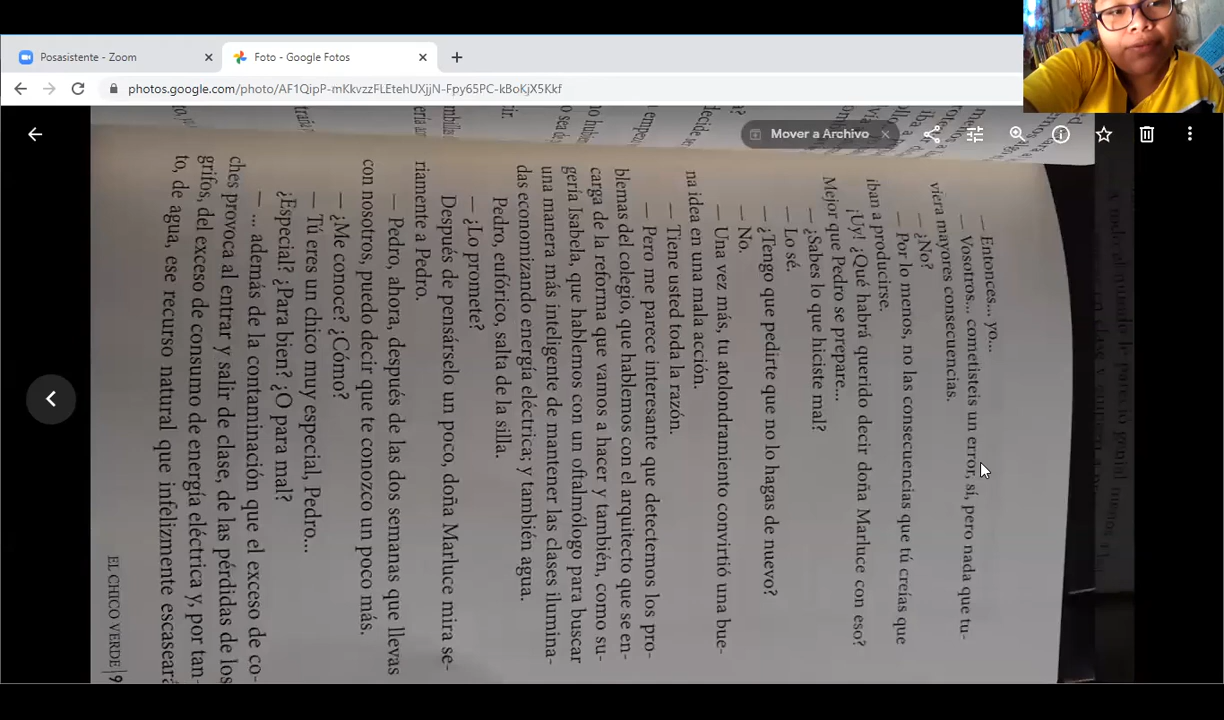 Posasistente - Zoom
Foto - Google Fotos
photos.google.com/photo/AF1QipP-mKkvzzFLEtehUXjjN-Fpy65PC-kBoKjX5Kkf
Mover a Archivo
— Entonces... yo...
— Vosotros... cometisteis un error, sí, pero nada que tu-
viera mayores consecuencias.
— ¿No?
— Por lo menos, no las consecuencias que tú creías que
iban a producirse.
¡Uy! ¿Qué habrá querido decir doña Marluce con eso?
Mejor que Pedro se prepare...
— ¿Sabes lo que hiciste mal?
— Lo sé.
— ¿Tengo que pedirte que no lo hagas de nuevo?
— No.
— Una vez más, tu atolondramiento convirtió una bue-
na idea en una mala acción.
— Tiene usted toda la razón.
— Pero me parece interesante que detectemos los pro-
blemas del colegio, que hablemos con el arquitecto que se en-
carga de la reforma que vamos a hacer y también, como su-
gería Isabela, que hablemos con un oftalmólogo para buscar
una manera más inteligente de mantener las clases ilumina-
das economizando energía eléctrica; y también agua.
Pedro, eufórico, salta de la silla.
— ¿Lo promete?
Después de pensárselo un poco, doña Marluce mira se-
riamente a Pedro.
— Pedro, ahora, después de las dos semanas que llevas
con nosotros, puedo decir que te conozco un poco más.
— ¿Me conoce? ¿Cómo?
— Tú eres un chico muy especial, Pedro...
¿Especial? ¿Para bien? ¿O para mal?
— ... además de la contaminación que el exceso de co-
ches provoca al entrar y salir de clase, de las pérdidas de los
grifos, del exceso de consumo de energía eléctrica y, por tan-
to, de agua, ese recurso natural que infelizmente escaseará
EL CHICO VERDE | 9